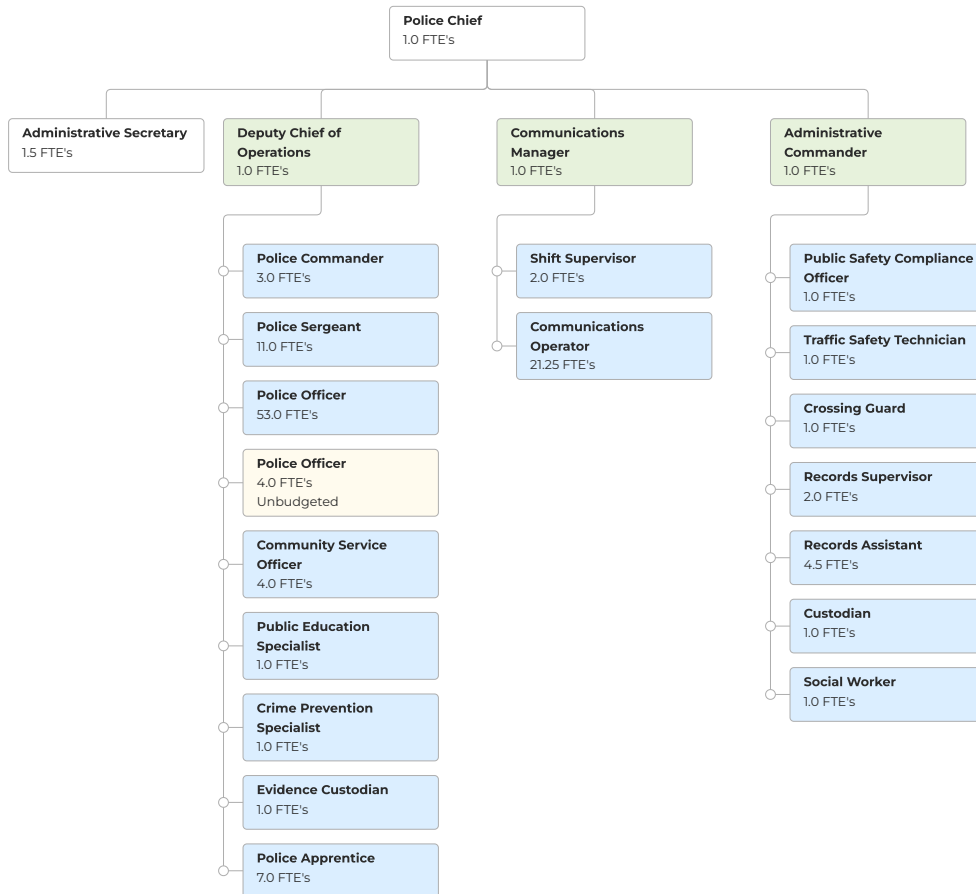 Police Chief
1.0 FTE's
Administrative Secretary
1.5 FTE's
Deputy Chief of
Operations
1.0 FTE's
Communications
Manager
1.0 FTE's
Administrative
Commander
1.0 FTE's
Police Commander
3.0 FTE's
Police Sergeant
11.0 FTE's
Police Officer
53.0 FTE's
Police Officer
4.0 FTE's
Unbudgeted
Community Service
Officer
4.0 FTE's
Public Education
Specialist
1.0 FTE's
Crime Prevention
Specialist
1.0 FTE's
Evidence Custodian
1.0 FTE's
Police Apprentice
7.0 FTE's
Shift Supervisor
2.0 FTE's
Communications
Operator
21.25 FTE's
Public Safety Compliance
Officer
1.0 FTE's
Traffic Safety Technician
1.0 FTE's
Crossing Guard
1.0 FTE's
Records Supervisor
2.0 FTE's
Records Assistant
4.5 FTE's
Custodian
1.0 FTE's
Social Worker
1.0 FTE's